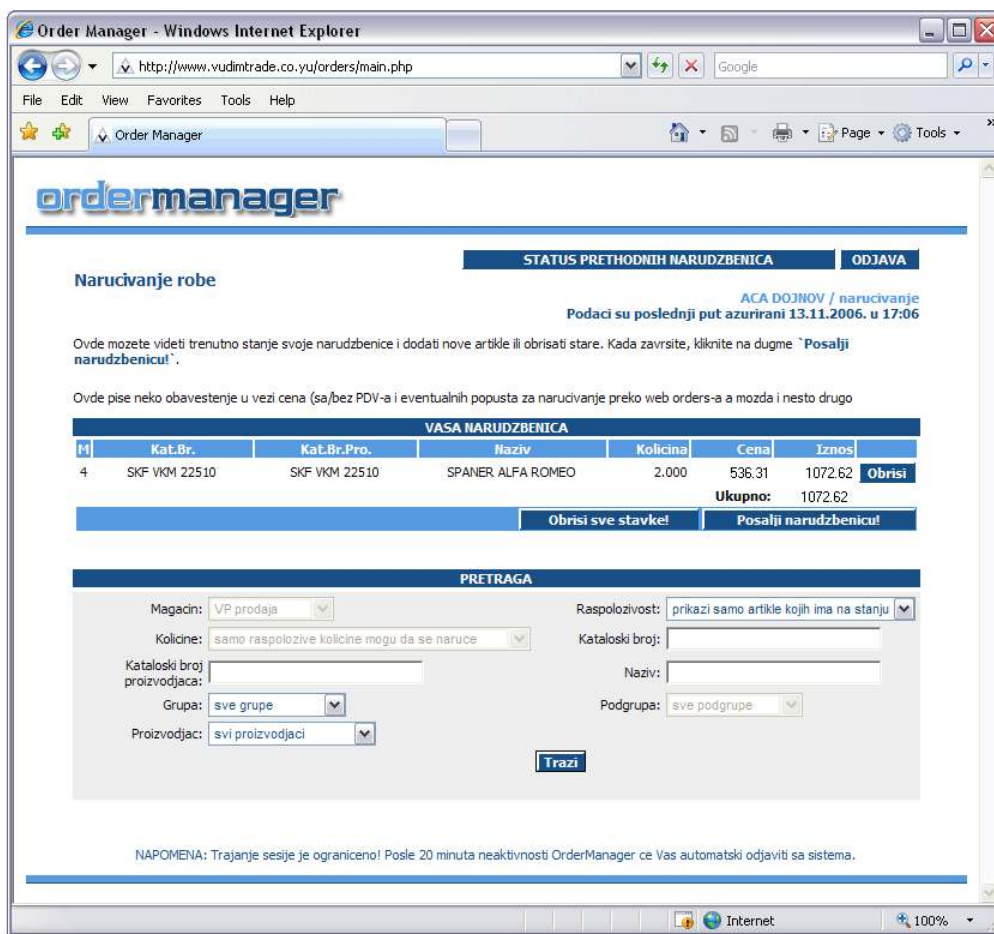 Order Manager - Windows Internet Explorer
http://www.vudimtrade.co.yu/orders/main.php
Google
File Edit View Favorites Tools Help
Order Manager
Page Tools »
ordermanager
STATUS PRETHODNIH NARUDZBENICA ODJAVA
Narucivanje robe
ACA DOJNOV / narucivanje
Podaci su poslednji put azurirani 13.11.2006. u 17:06
Ovde mozete videti trenutno stanje svoje narudzbenice i dodati nove artikle ili obrisati stare. Kada zavrsite, kliknite na dugme `Posalji
narudzbenicu!`.
Ovde pise neko obavestenje u vezi cena (sa/bez PDV-a i eventualnih popusta za narucivanje preko web orders-a a mozda i nesto drugo
VASA NARUDZBENICA
M Kat.Br. Kat.Br.Pro. Naziv Kolicina Cena Iznos
4 SKF VKM 22510 SKF VKM 22510 SPANER ALFA ROMEO 2.000 536.31 1072.62 Obrisi
Ukupno: 1072.62
Obrisi sve stavke! Posalji narudzbenicu!
PRETRAGA
Magacin: VP prodaja Raspolozivost: prikazi samo artikle kojih ima na stanju
Kolicine: samo raspolozive kolicine mogu da se naruce Kataloski broj:
Kataloski broj
proizvodjaca: Naziv:
Grupa: sve grupe Podgrupa: sve podgrupe
Proizvodjac: svi proizvodjaci
Trazi
NAPOMENA: Trajanje sesije je ograniceno! Posle 20 minuta neaktivnosti OrderManager ce Vas automatski odjaviti sa sistema.
Internet 100%